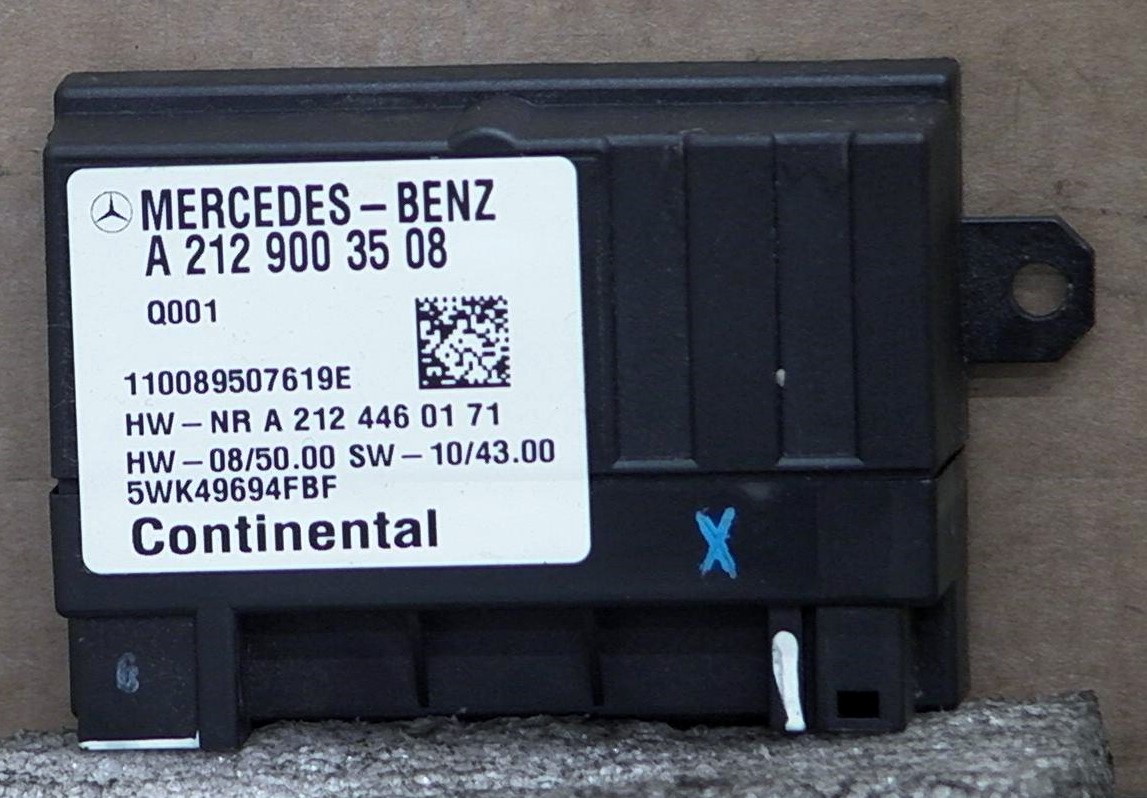 MERCEDES-BENZ
A 212 900 35 08
Q001
110089507619E
HW-NR A 212 446 01 71
HW-08/50.00 SW-10/43.00
5WK49694FBF
Continental
X